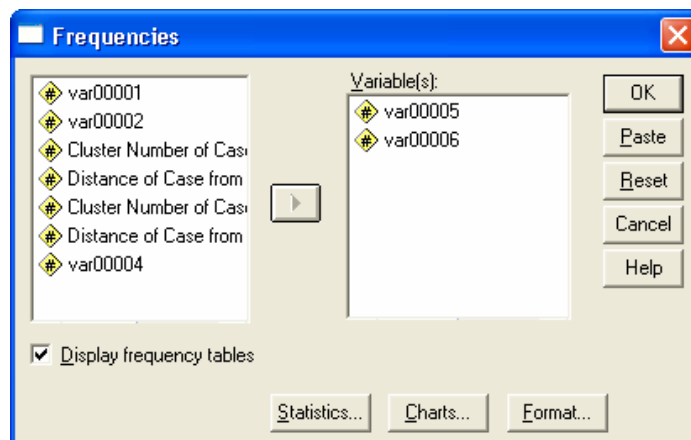 Frequencies
var00001
var00002
Cluster Number of Cas
Distance of Case from
Cluster Number of Cas
Distance of Case from
var00004
Variable(s):
var00005
var00006
OK
Paste
Reset
Cancel
Help
Display frequency tables
Statistics...
Charts...
Format...